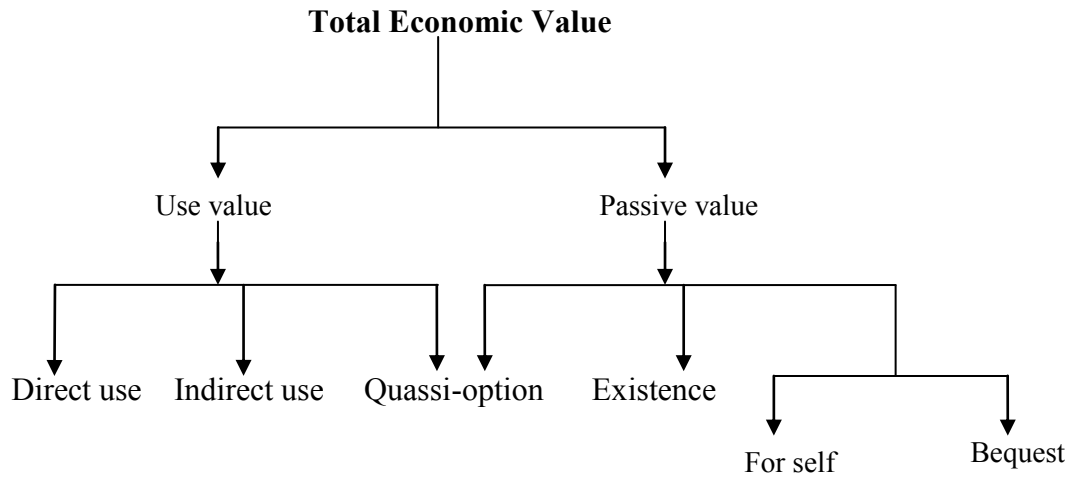 Total Economic Value
Use value
Passive value
Direct use
Indirect use
Quassi-option
Existence
For self
Bequest